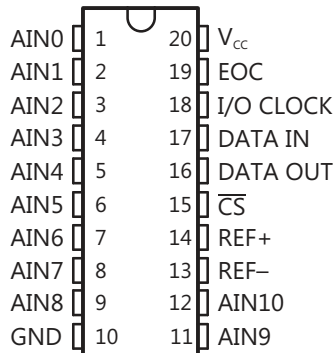 AIN0 1 20 Vcc
AIN1 2 19 EOC
AIN2 3 18 I/O CLOCK
AIN3 4 17 DATA IN
AIN4 5 16 DATA OUT
AIN5 6 15 C̅S̅
AIN6 7 14 REF+
AIN7 8 13 REF–
AIN8 9 12 AIN10
GND 10 11 AIN9